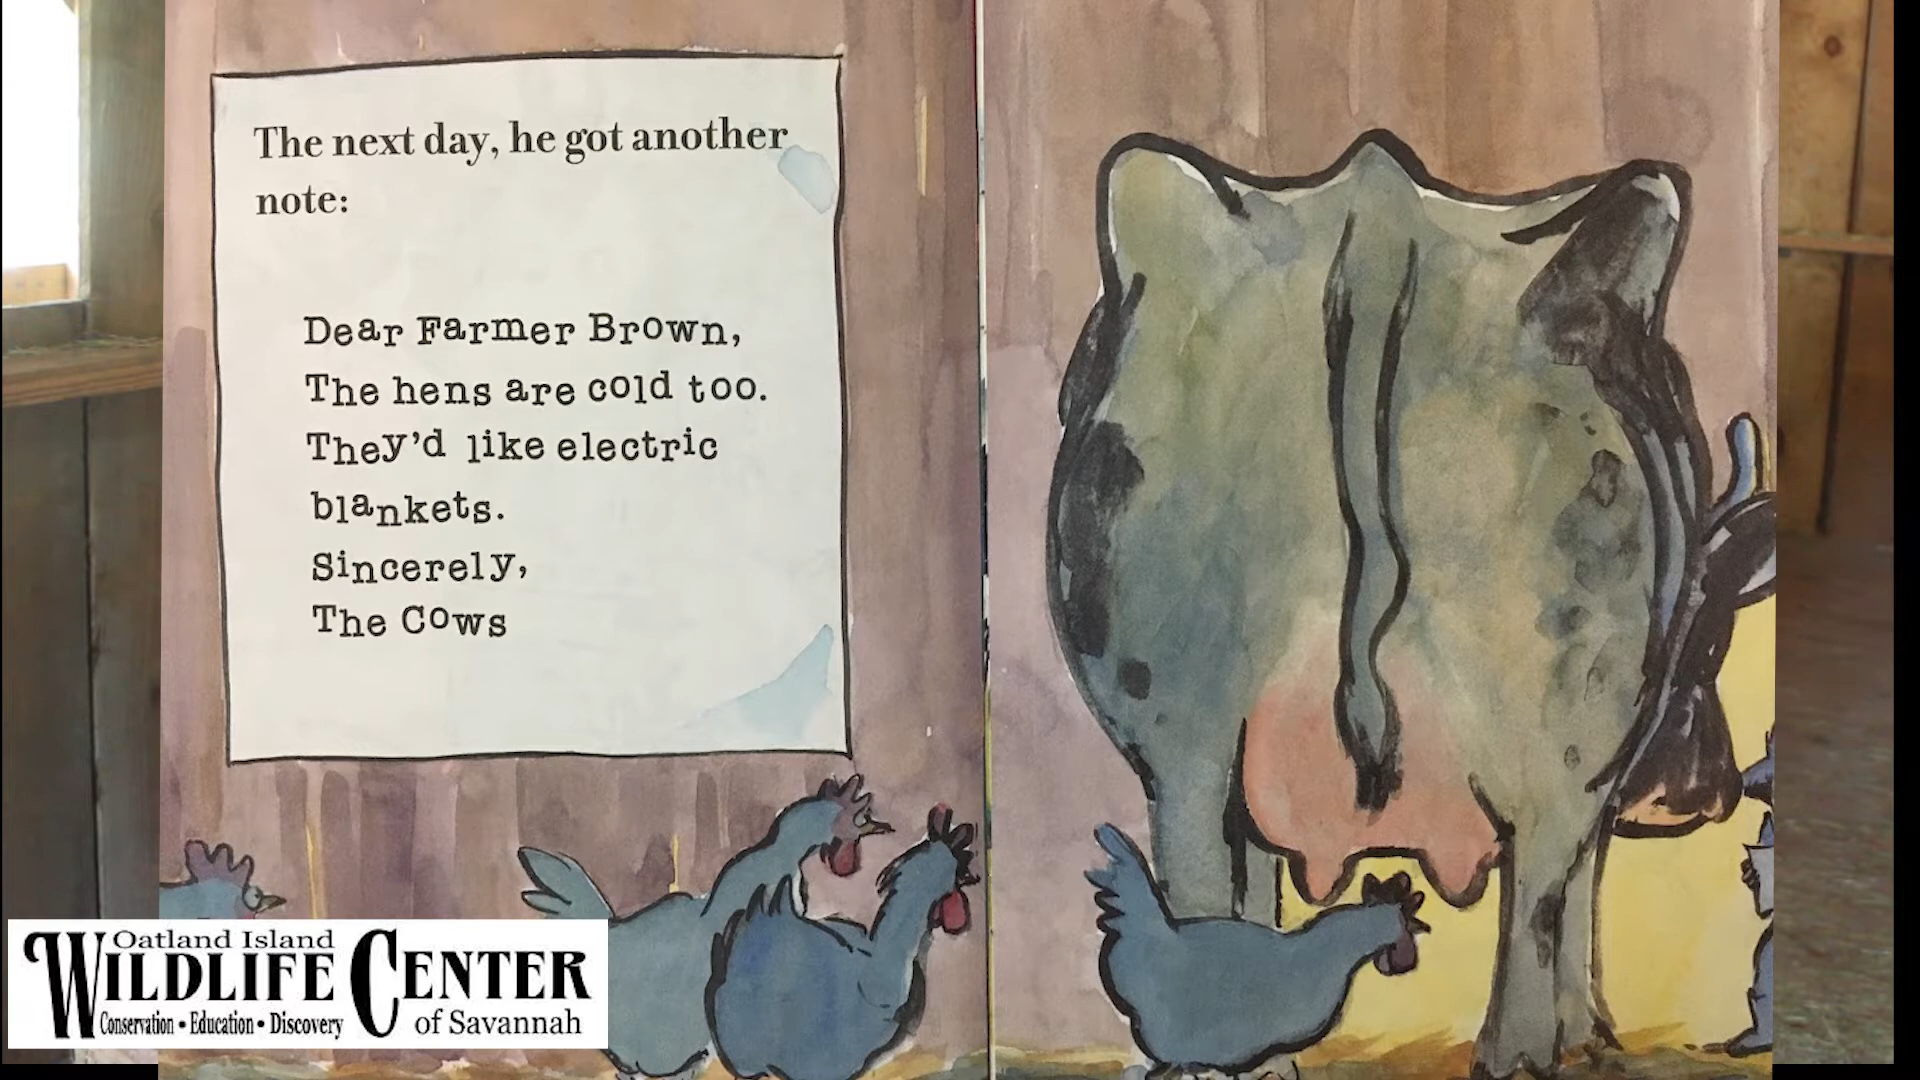 The next day, he got another
note:
Dear Farmer Brown,
The hens are cold too.
They'd like electric
blankets.
Sincerely,
The Cows
Oatland Island
WILDLIFE CENTER
Conservation • Education • Discovery
of Savannah